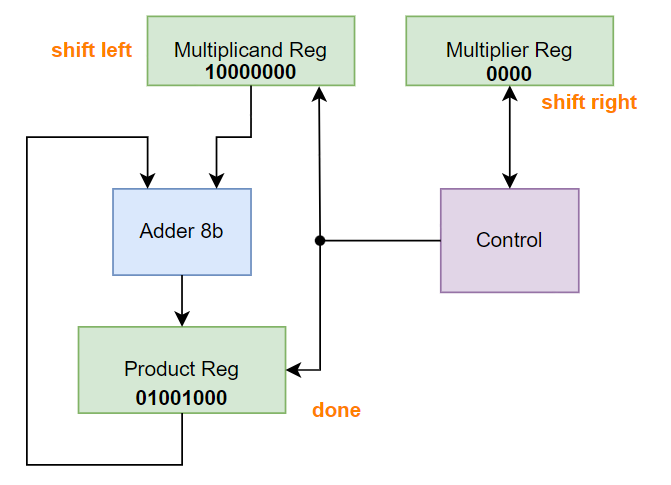 shift left
Multiplicand Reg
10000000
Multiplier Reg
0000
shift right
Adder 8b
Control
Product Reg
01001000
done